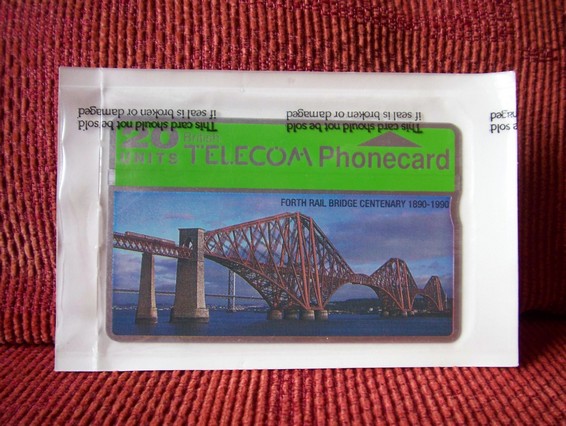 This card should not be sold
if seal is broken or damaged
This card should not be sold
if seal is broken or damaged
20 British
UNITS TELECOM Phonecard
FORTH RAIL BRIDGE CENTENARY 1890-1990